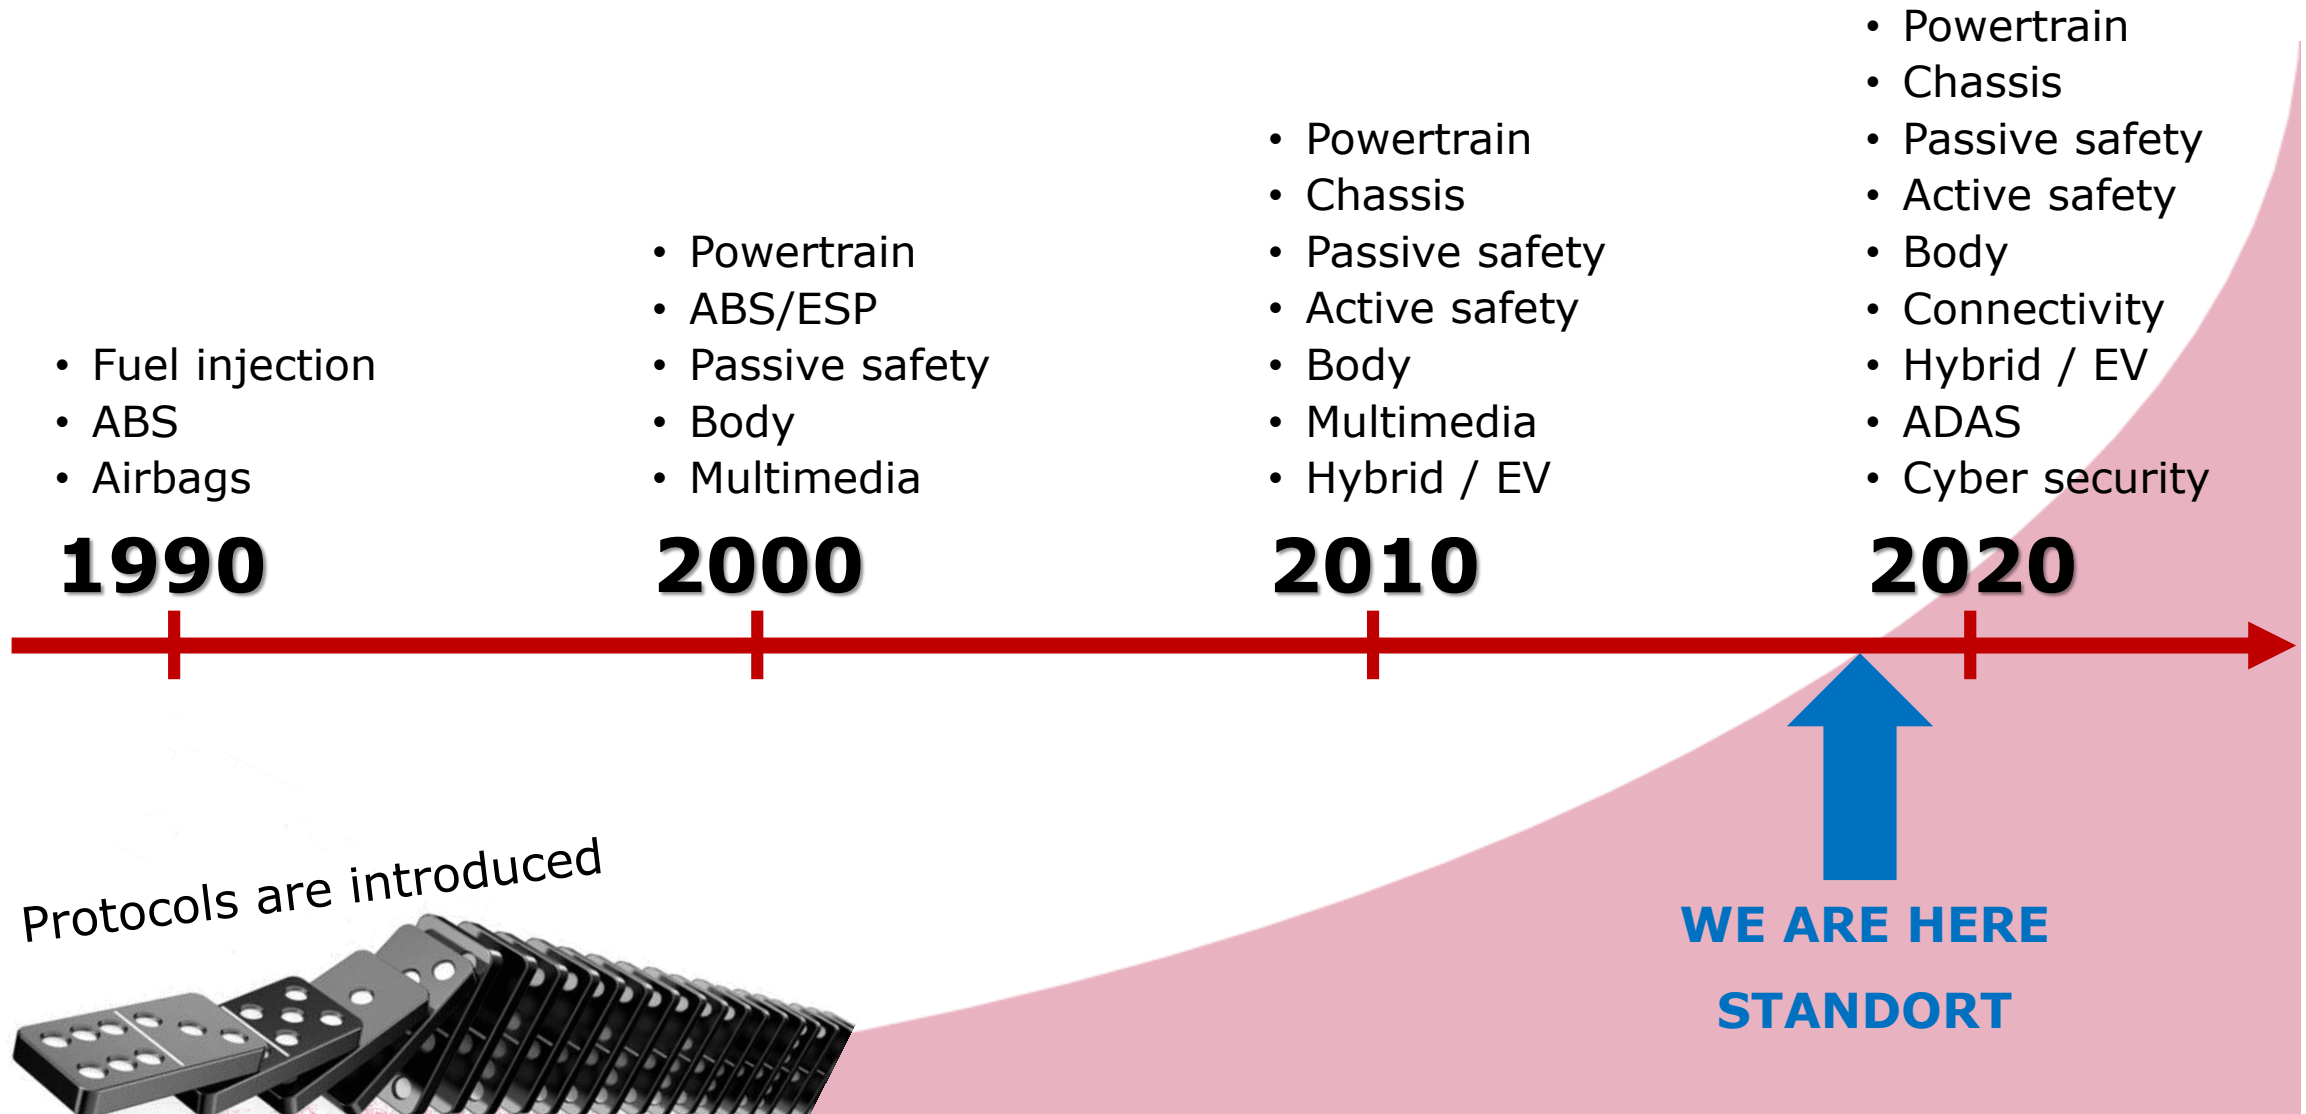 • Fuel injection
• ABS
• Airbags
1990
• Powertrain
• ABS/ESP
• Passive safety
• Body
• Multimedia
2000
• Powertrain
• Chassis
• Passive safety
• Active safety
• Body
• Multimedia
• Hybrid / EV
2010
• Powertrain
• Chassis
• Passive safety
• Active safety
• Body
• Connectivity
• Hybrid / EV
• ADAS
• Cyber security
2020
Protocols are introduced
WE ARE HERE
STANDORT